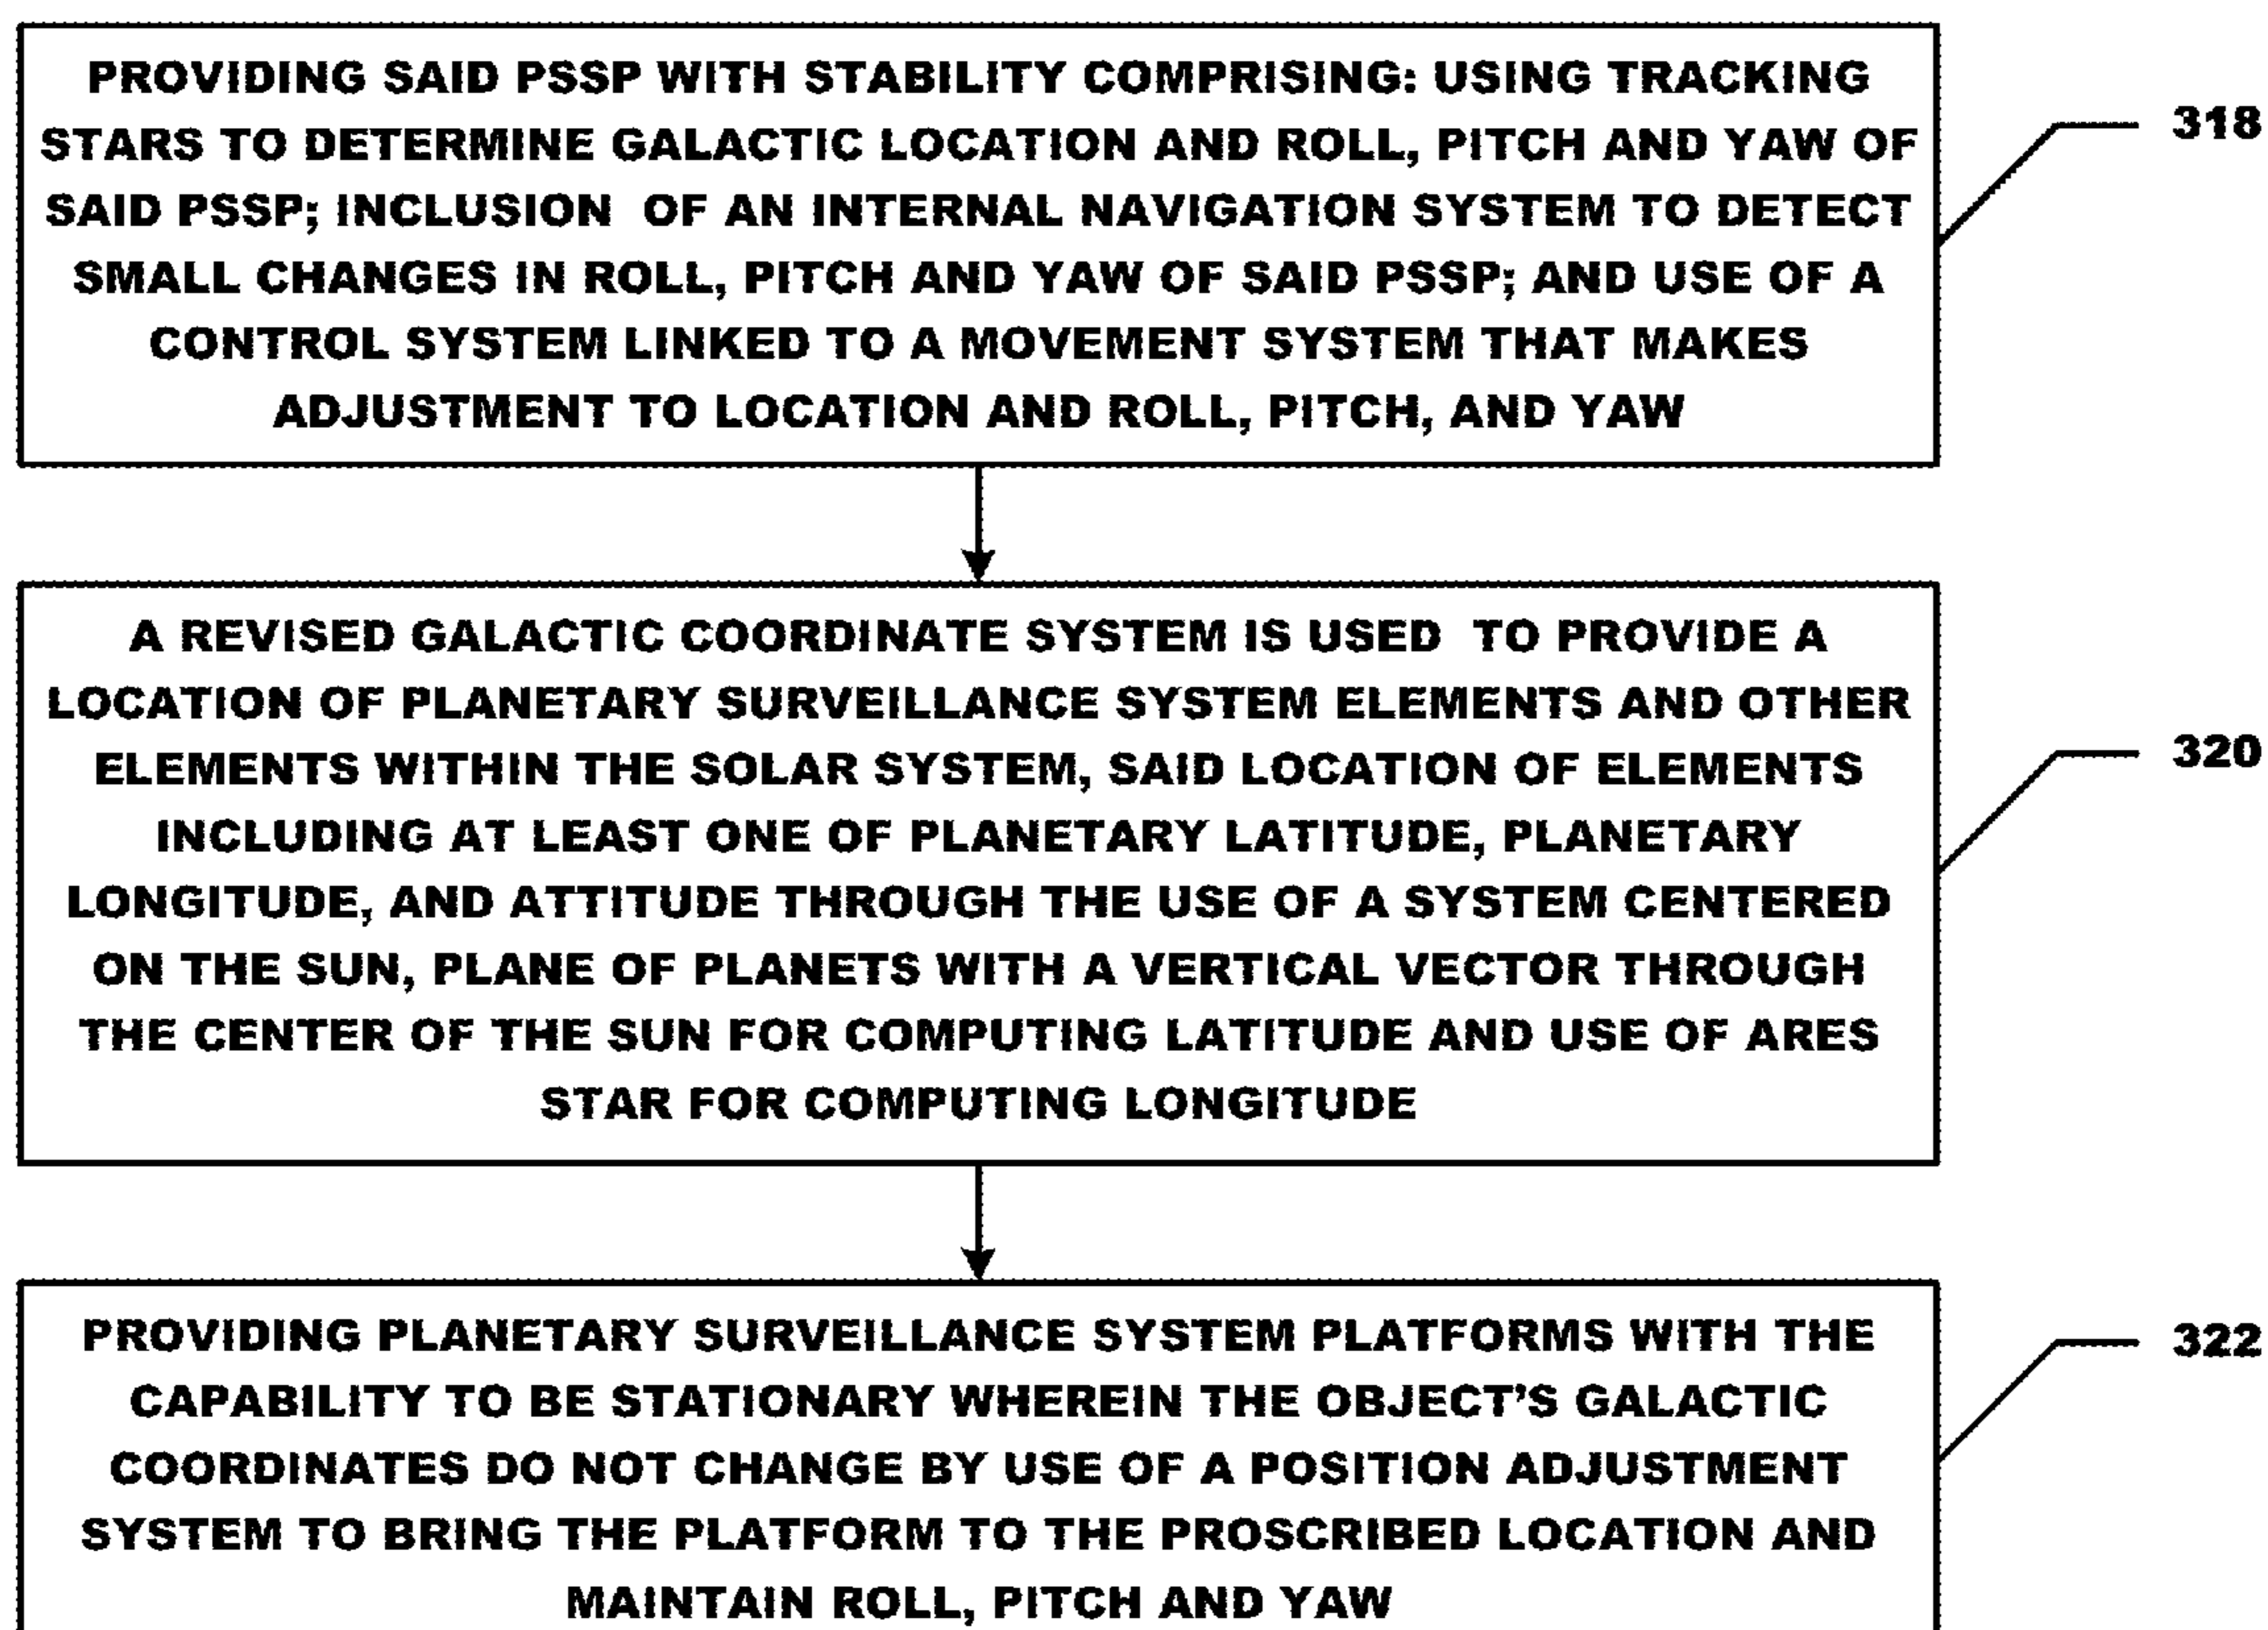 PROVIDING SAID PSSP WITH STABILITY COMPRISING: USING TRACKING
STARS TO DETERMINE GALACTIC LOCATION AND ROLL, PITCH AND YAW OF
SAID PSSP; INCLUSION OF AN INTERNAL NAVIGATION SYSTEM TO DETECT
SMALL CHANGES IN ROLL, PITCH AND YAW OF SAID PSSP; AND USE OF A
CONTROL SYSTEM LINKED TO A MOVEMENT SYSTEM THAT MAKES
ADJUSTMENT TO LOCATION AND ROLL, PITCH, AND YAW
318
A REVISED GALACTIC COORDINATE SYSTEM IS USED TO PROVIDE A
LOCATION OF PLANETARY SURVEILLANCE SYSTEM ELEMENTS AND OTHER
ELEMENTS WITHIN THE SOLAR SYSTEM, SAID LOCATION OF ELEMENTS
INCLUDING AT LEAST ONE OF PLANETARY LATITUDE, PLANETARY
LONGITUDE, AND ATTITUDE THROUGH THE USE OF A SYSTEM CENTERED
ON THE SUN, PLANE OF PLANETS WITH A VERTICAL VECTOR THROUGH
THE CENTER OF THE SUN FOR COMPUTING LATITUDE AND USE OF ARES
STAR FOR COMPUTING LONGITUDE
320
PROVIDING PLANETARY SURVEILLANCE SYSTEM PLATFORMS WITH THE
CAPABILITY TO BE STATIONARY WHEREIN THE OBJECT'S GALACTIC
COORDINATES DO NOT CHANGE BY USE OF A POSITION ADJUSTMENT
SYSTEM TO BRING THE PLATFORM TO THE PROSCRIBED LOCATION AND
MAINTAIN ROLL, PITCH AND YAW
322